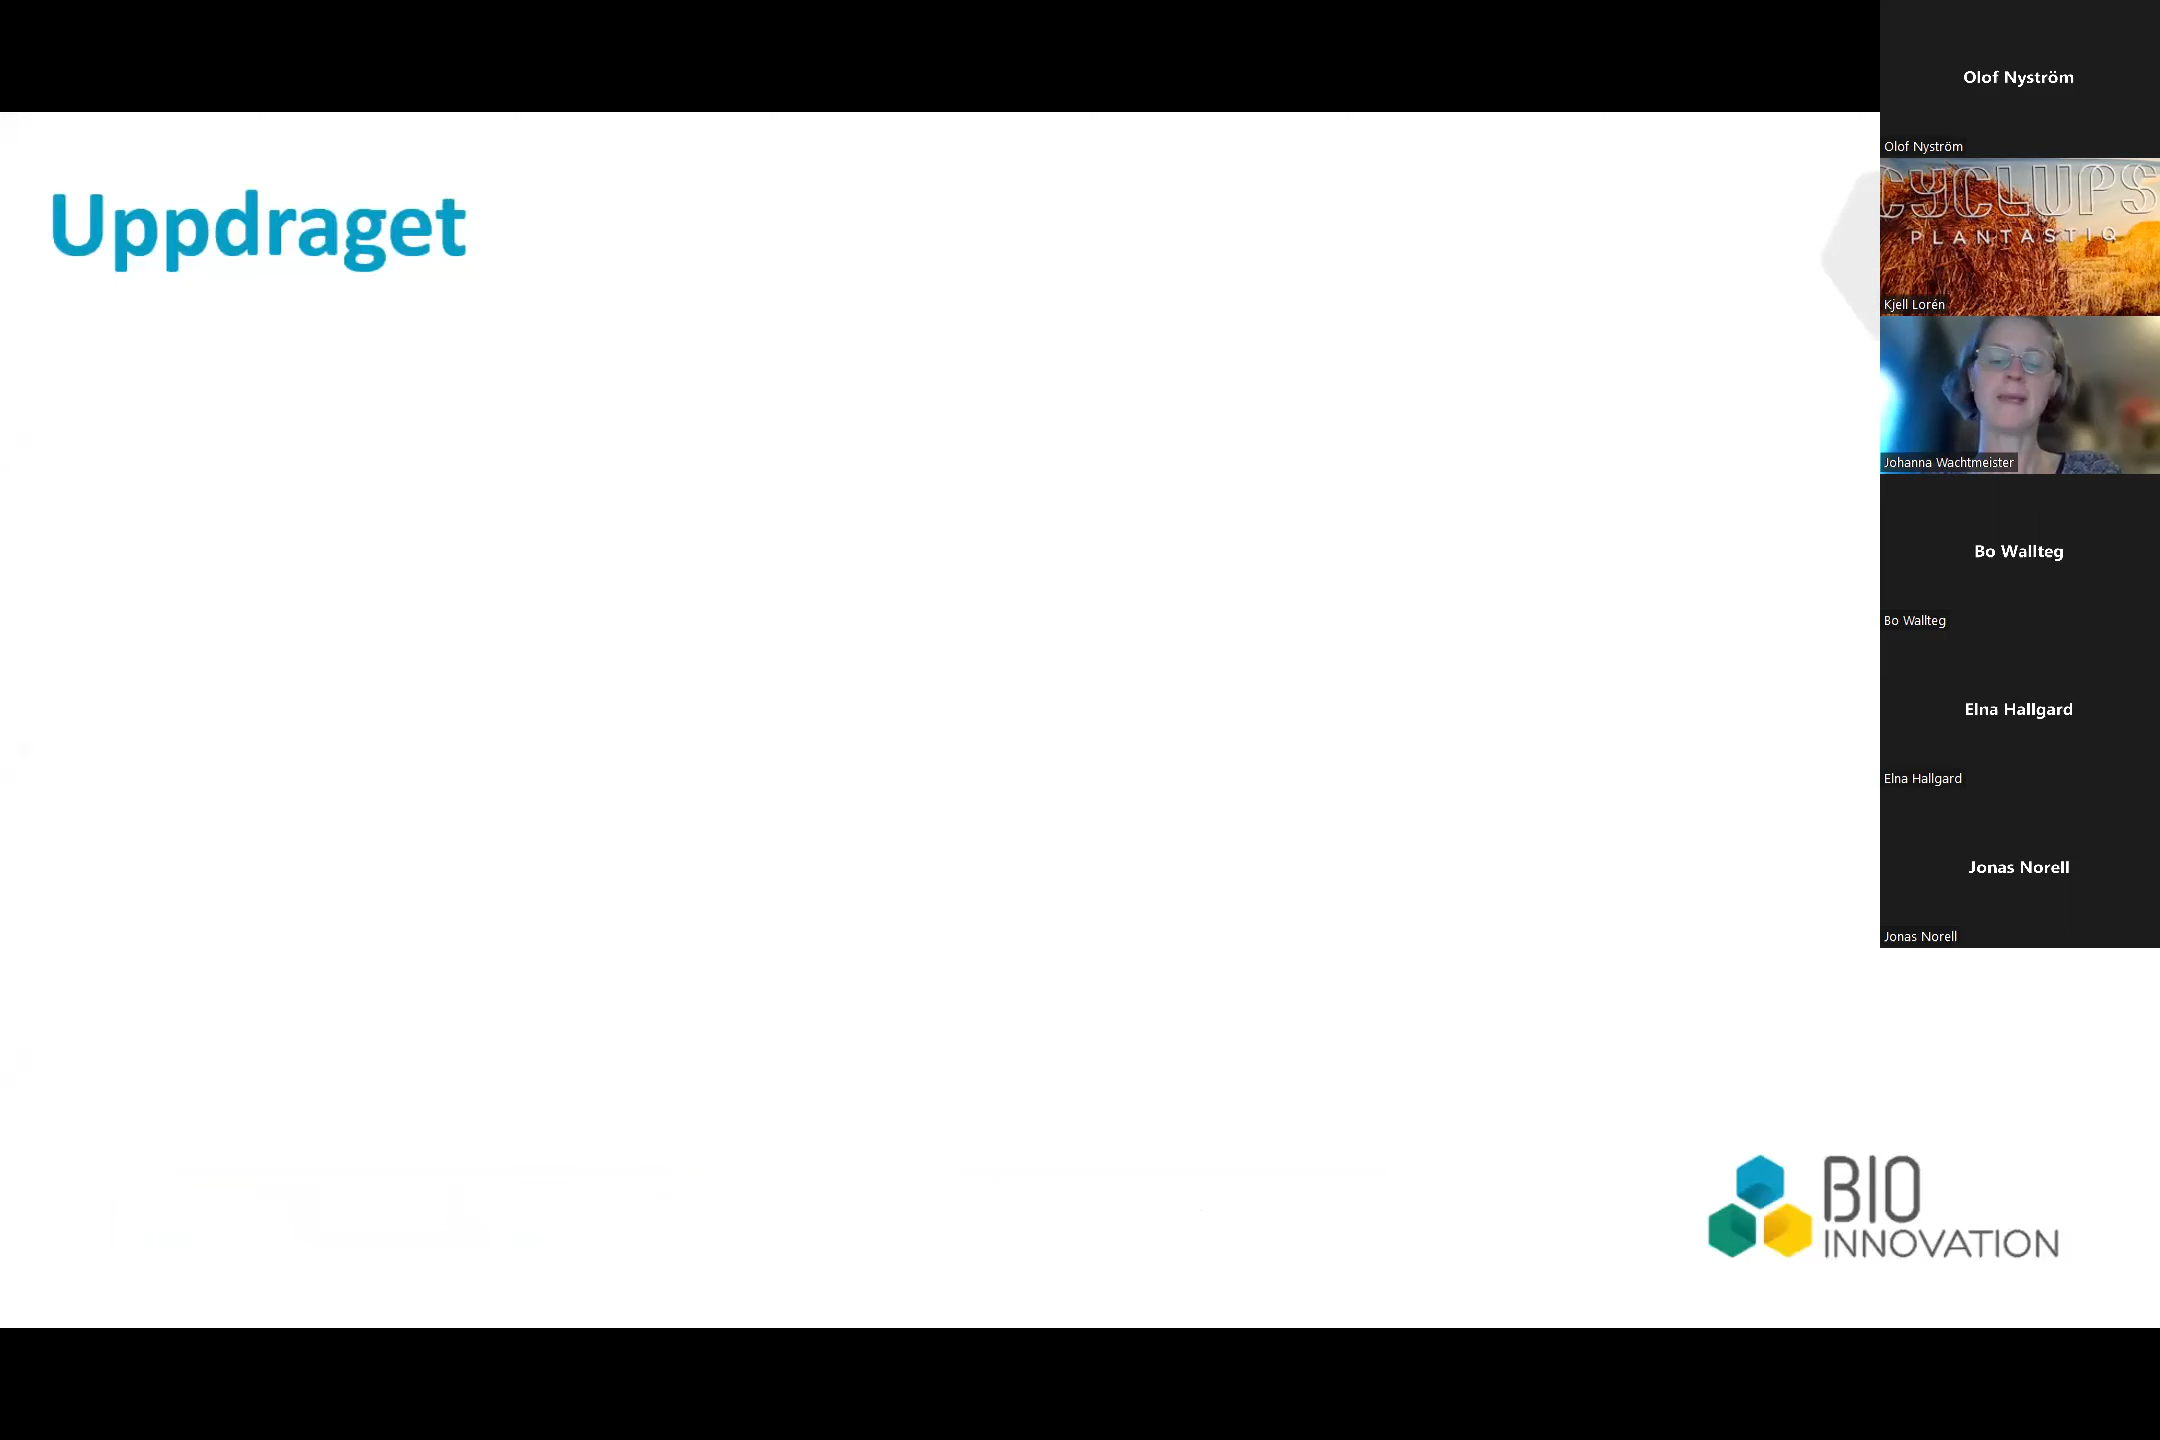 Uppdraget
Olof Nyström
Olof Nyström
CYCLUPS
PLANTASTIQ
Kjell Lorén
Johanna Wachtmeister
Bo Wallteg
Bo Wallteg
Elna Hallgard
Elna Hallgard
Jonas Norell
Jonas Norell
BIO
INNOVATION